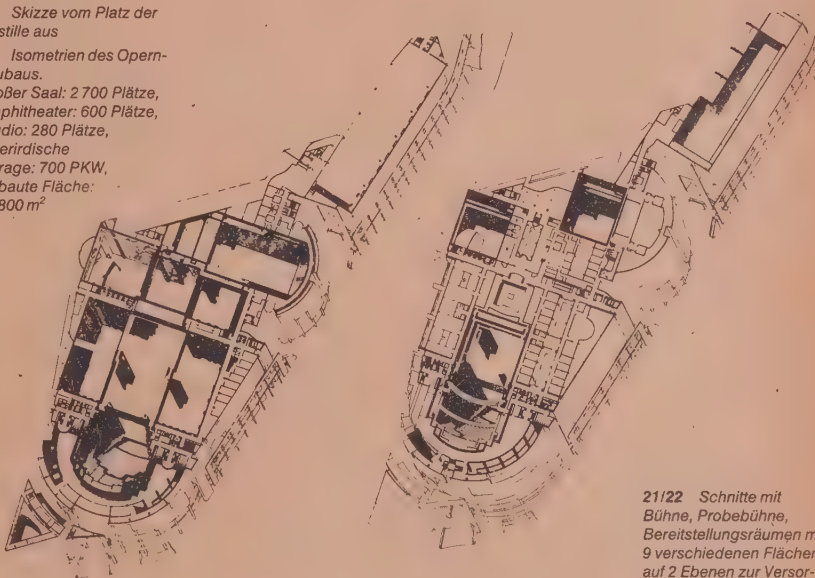 Skizze vom Platz der
stille aus
Isometrien des Opern-
ubaus.
oßer Saal: 2 700 Plätze,
phitheater: 600 Plätze,
udio: 280 Plätze,
erirdische
rage: 700 PKW,
baute Fläche:
800 m²
21/22 Schnitte mit
Bühne, Probebühne,
Bereitstellungsräumen m
9 verschiedenen Flächen
auf 2 Ebenen zur Versor-